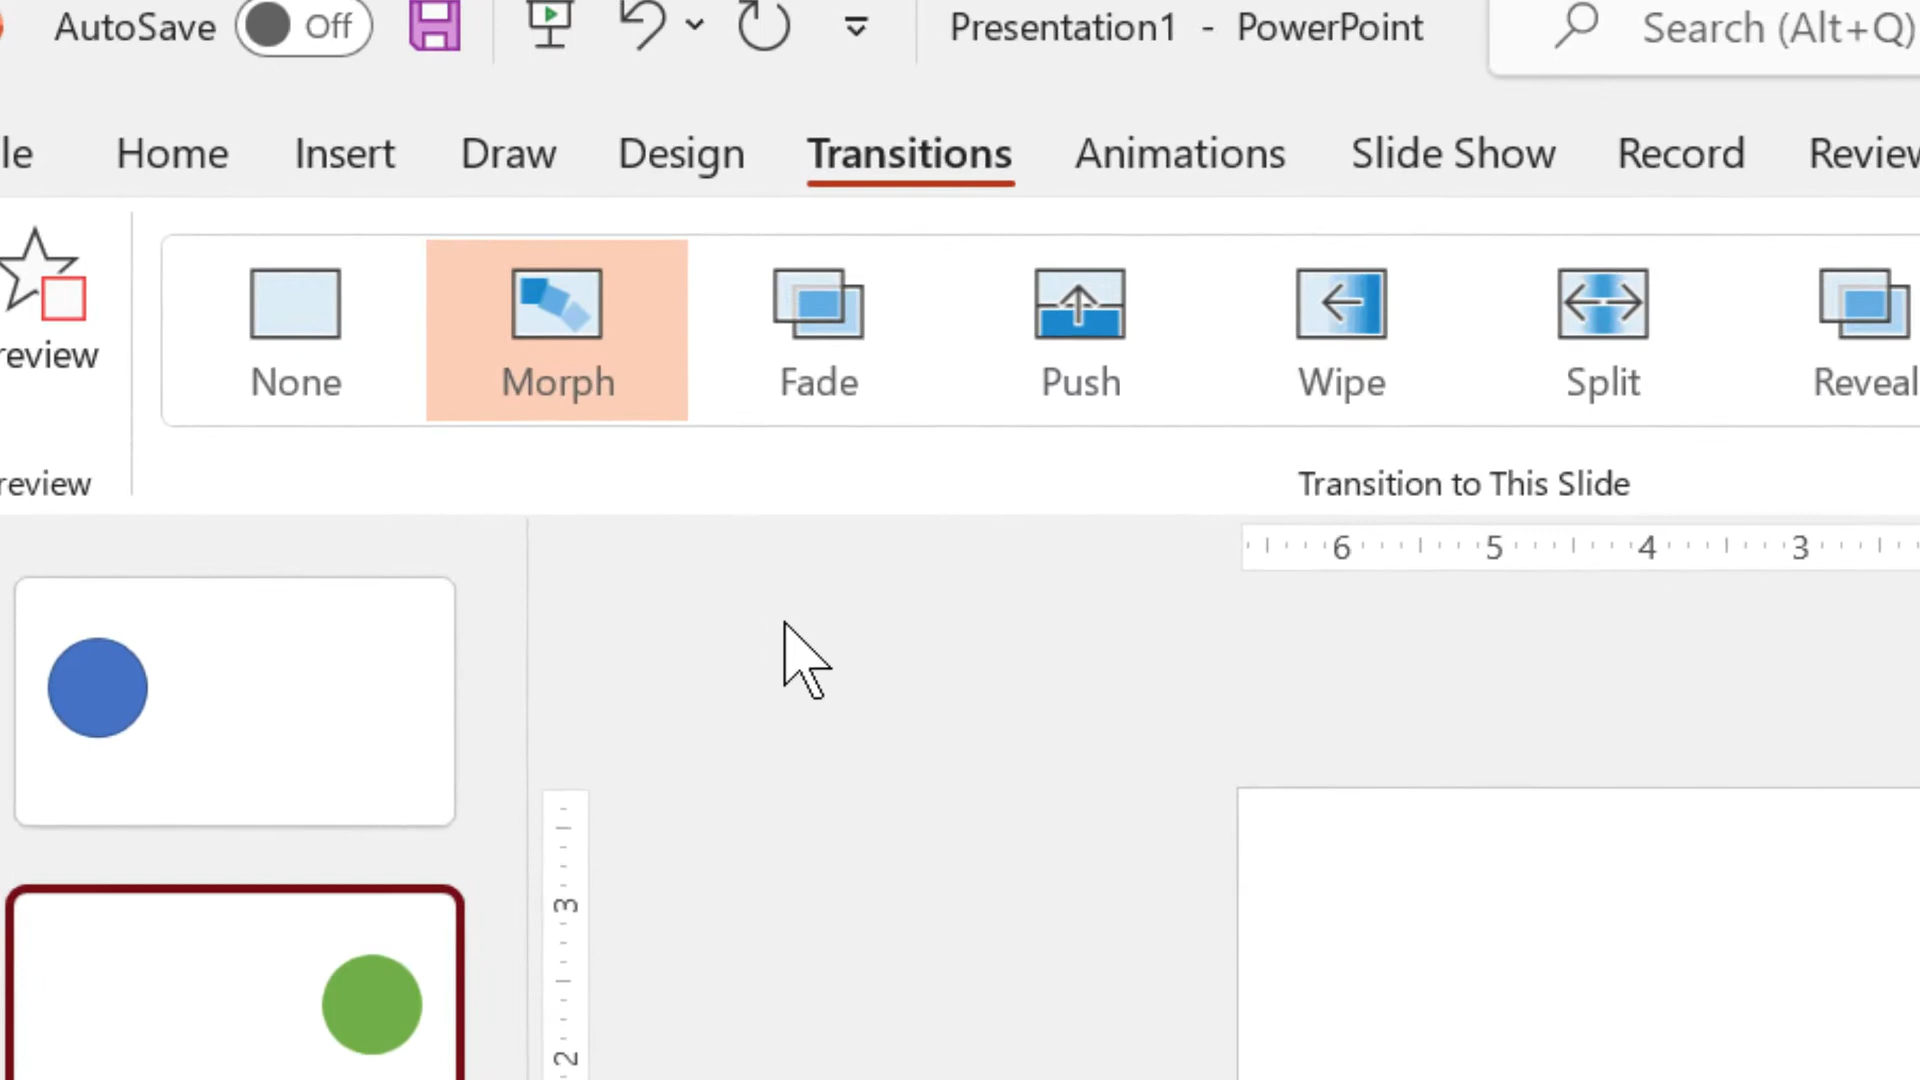 AutoSave Off Presentation1 - PowerPoint Search (Alt+Q)
le Home Insert Draw Design Transitions Animations Slide Show Record Review
review None Morph Fade Push Wipe Split Reveal
review Transition to This Slide
6 5 4 3
3
2